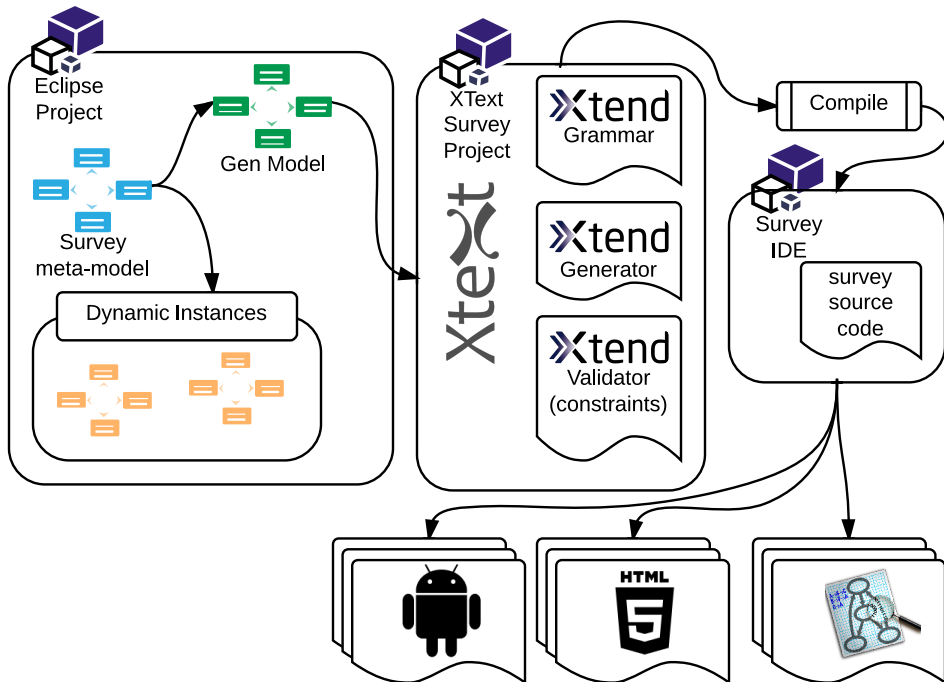 Eclipse
Project
Gen Model
Survey
meta-model
Dynamic Instances
XText
Survey
Project
Xtext
Xtend
Grammar
Xtend
Generator
Xtend
Validator
(constraints)
Compile
Survey
IDE
survey
source
code
HTML
5